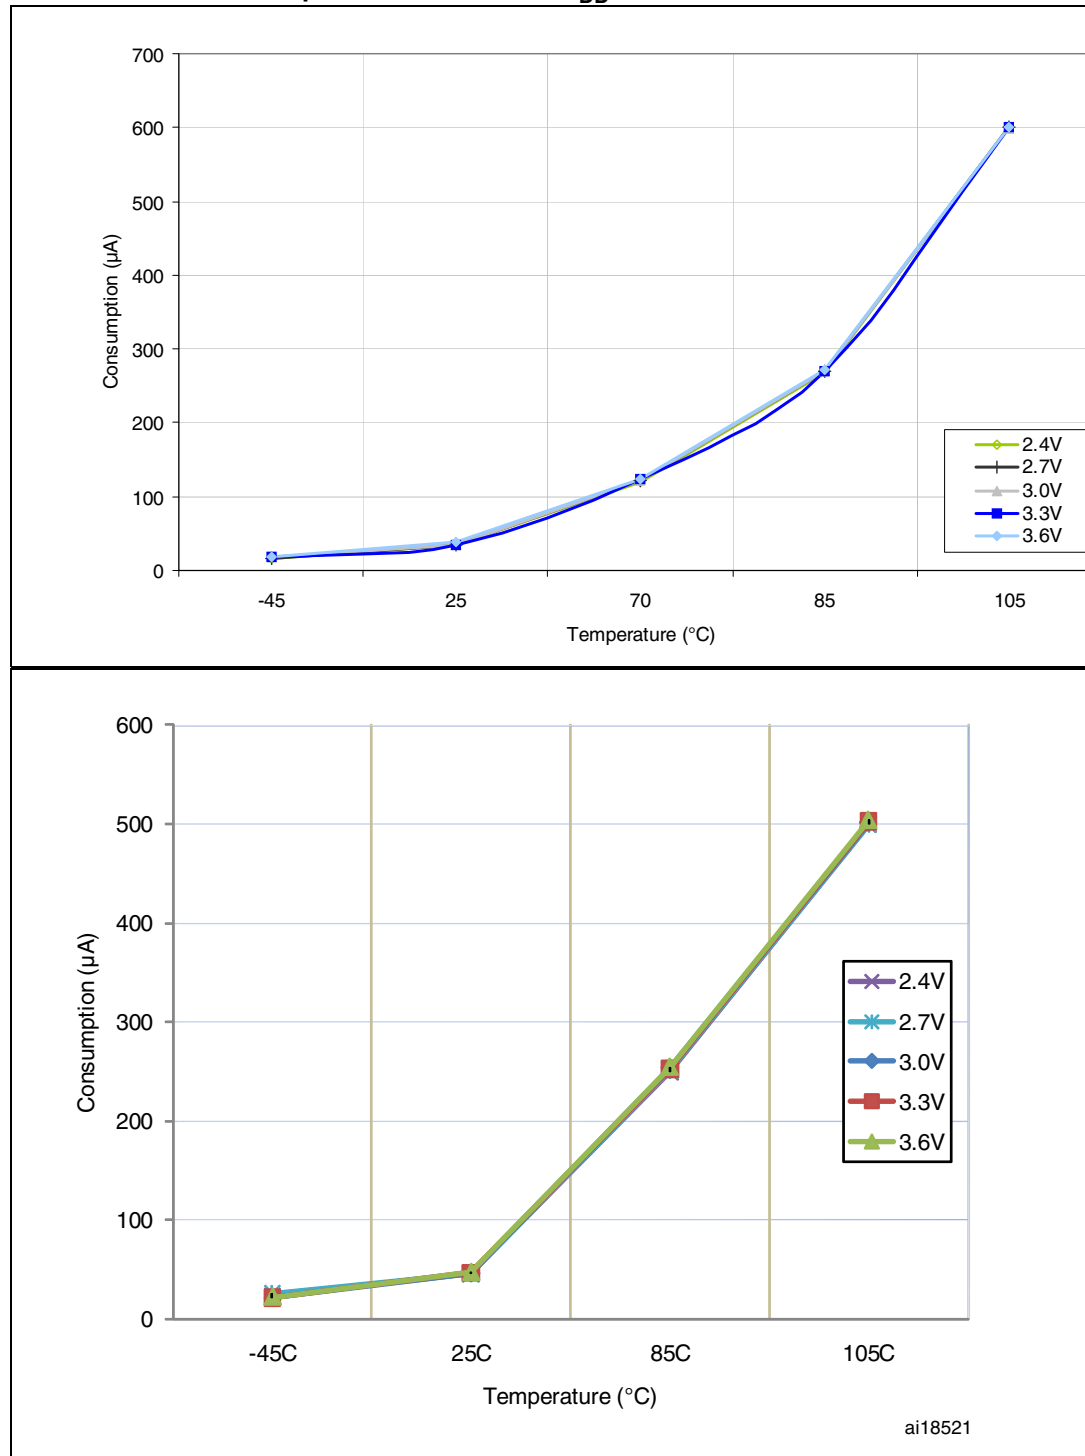 700
600
500
400
300
200
100
0
Consumption (µA)
-45 25 70 85 105
Temperature (°C)
2.4V
2.7V
3.0V
3.3V
3.6V
600
500
400
300
200
100
0
Consumption (µA)
-45C 25C 85C 105C
Temperature (°C)
2.4V
2.7V
3.0V
3.3V
3.6V
ai18521